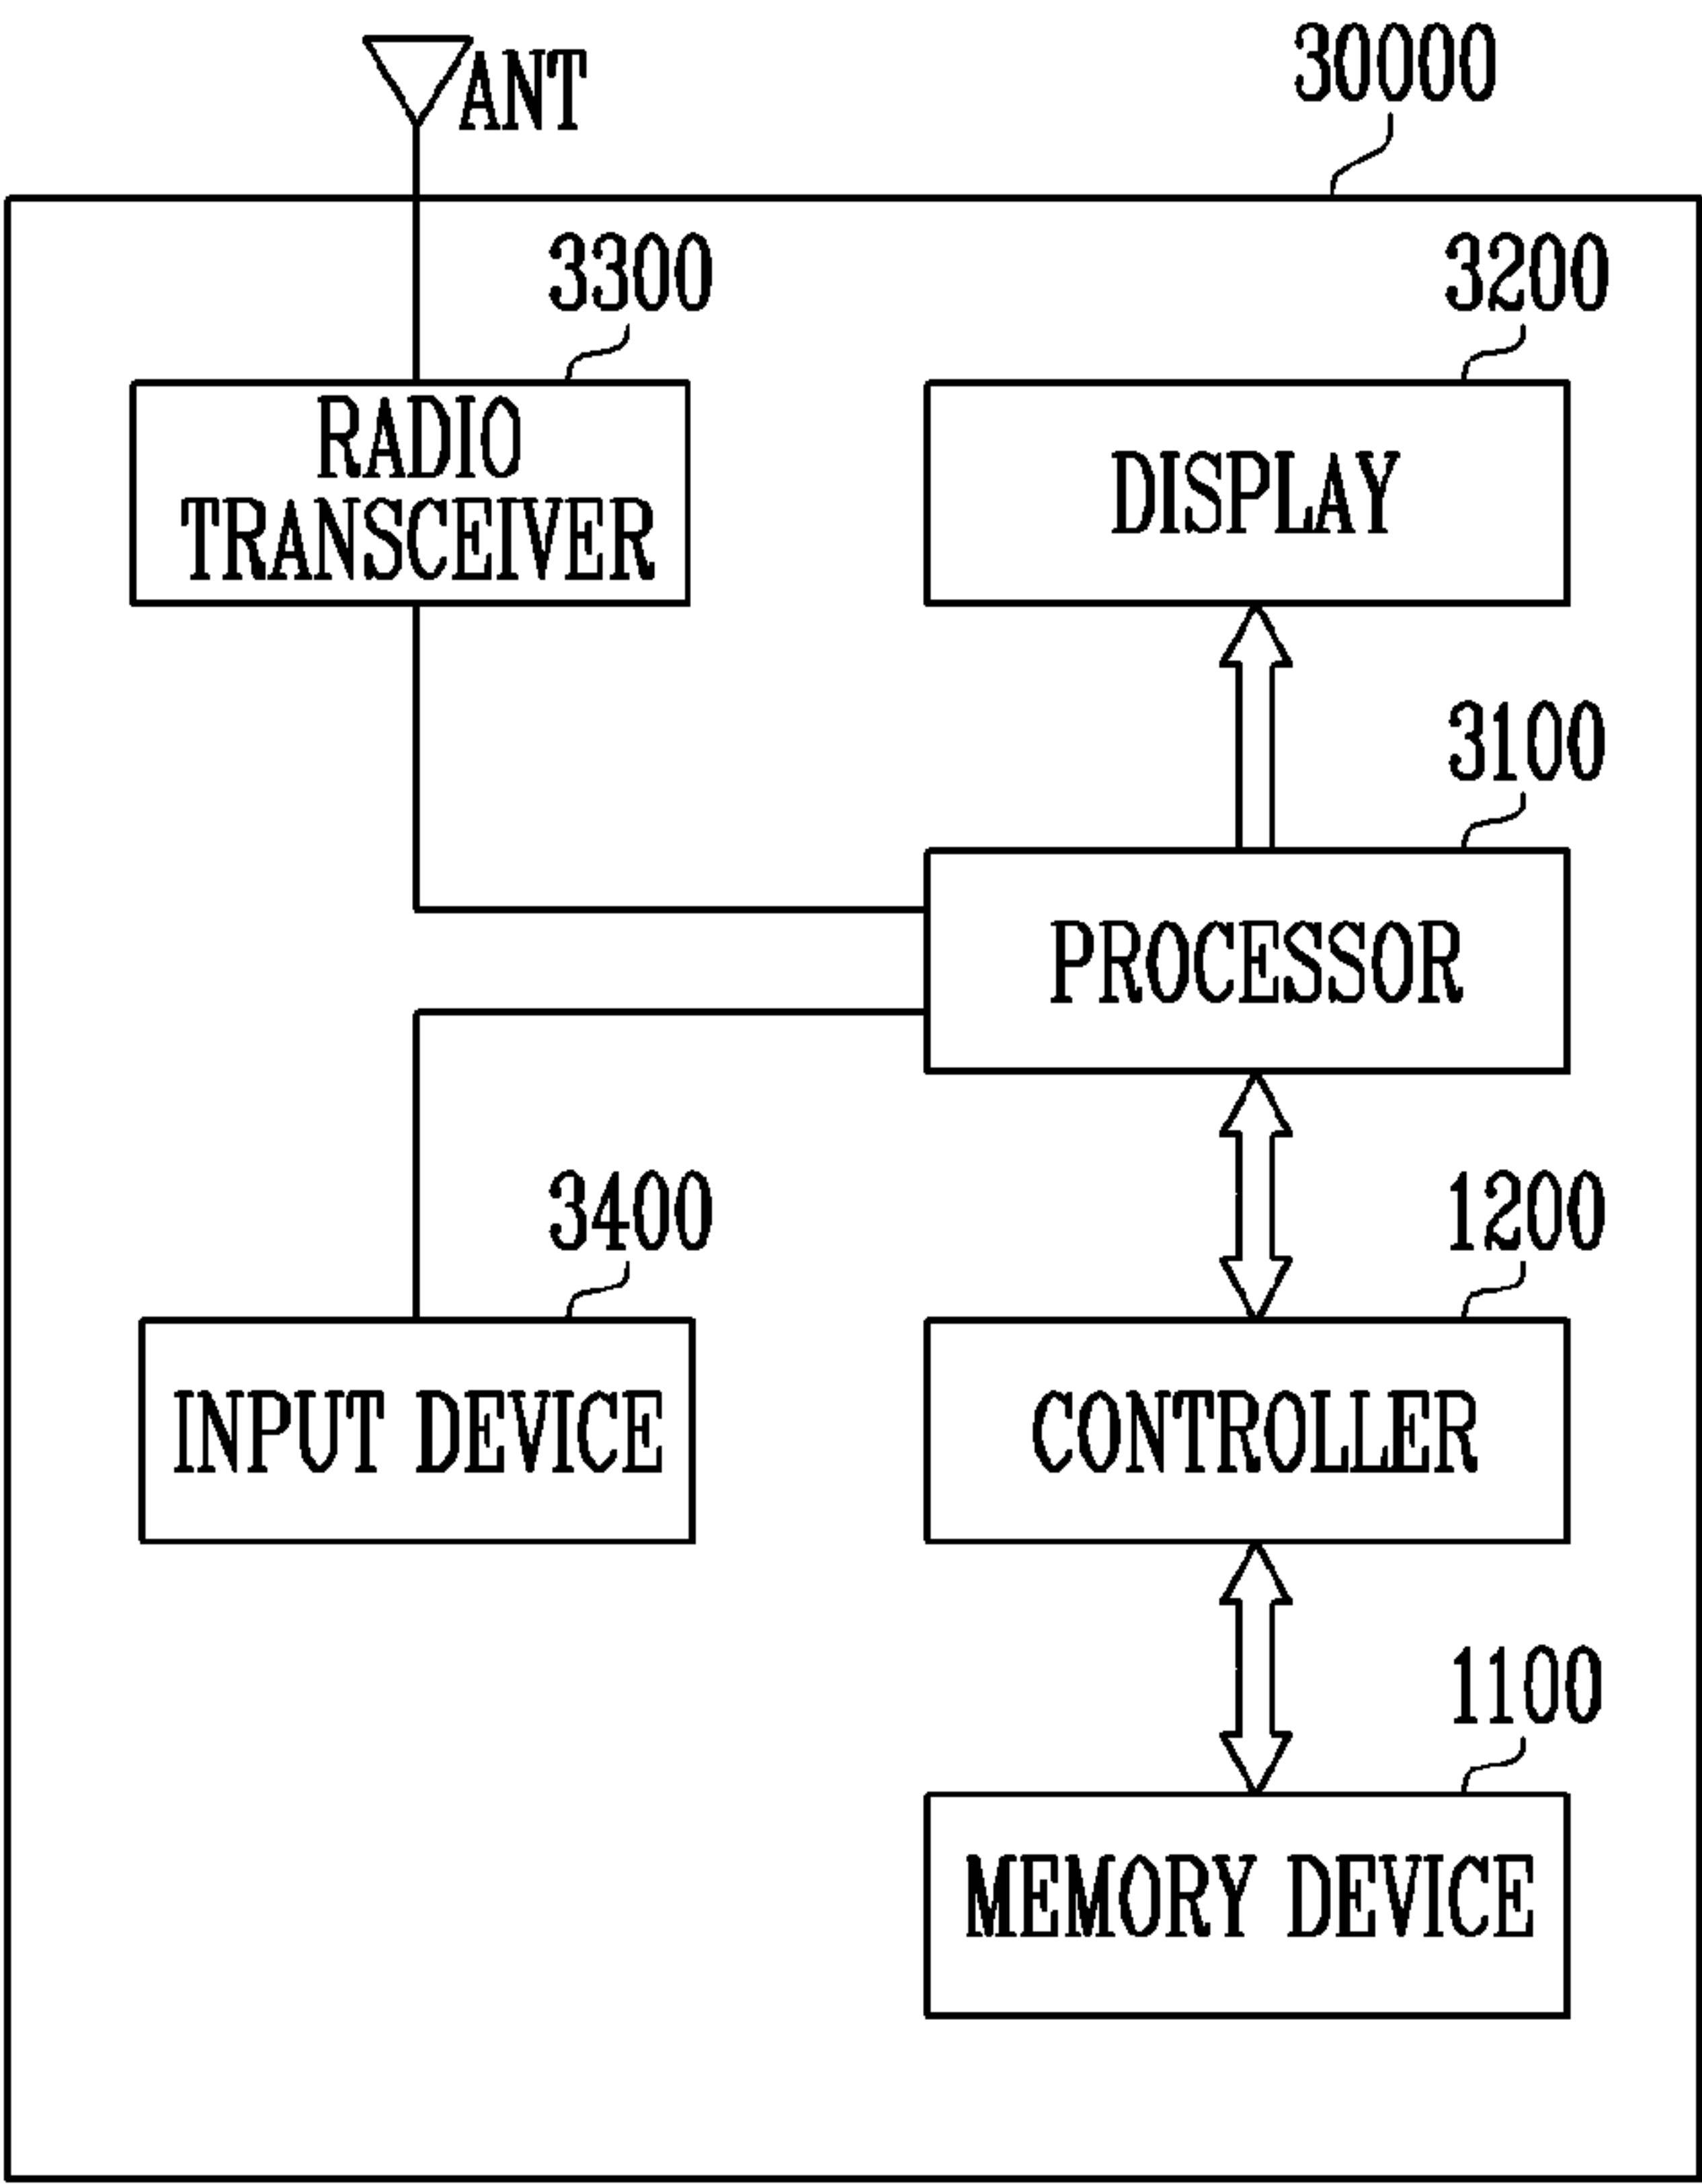 ANT
30000
3300
3200
RADIO
TRANSCEIVER
DISPLAY
3100
PROCESSOR
3400
1200
INPUT DEVICE
CONTROLLER
1100
MEMORY DEVICE